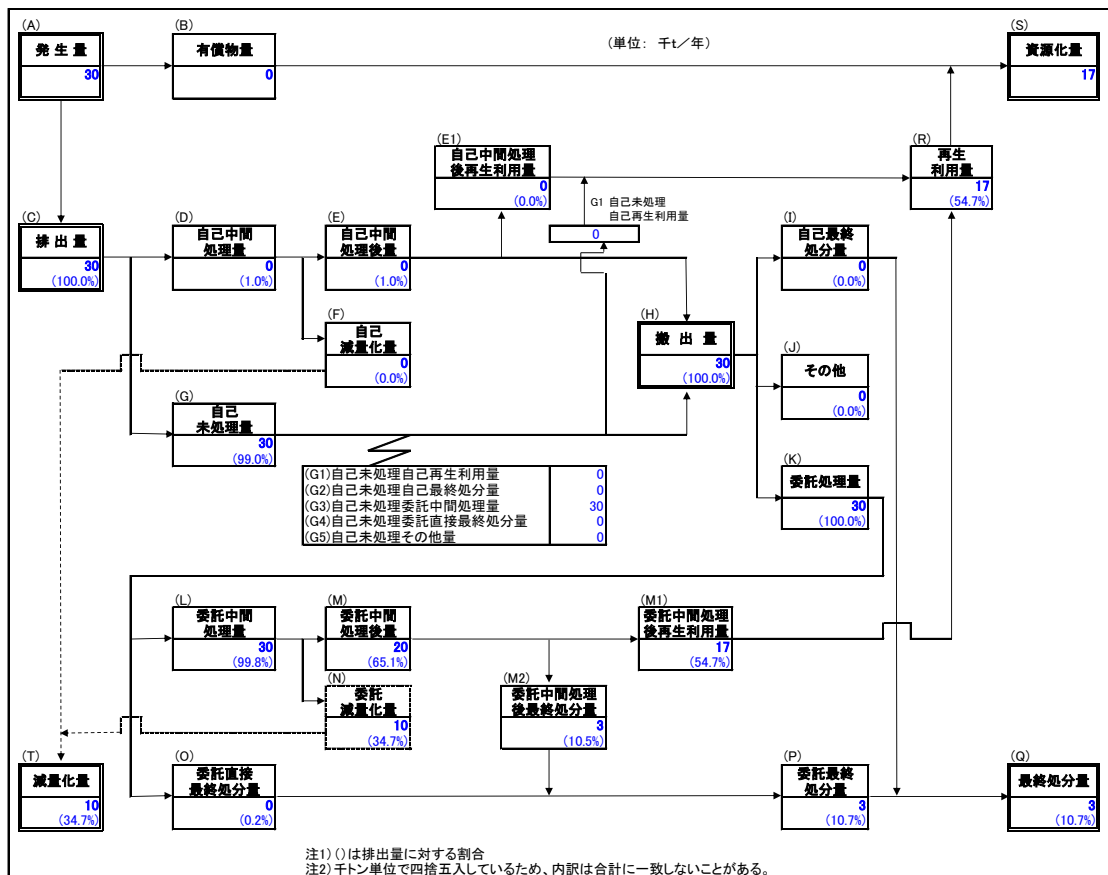 (A)
発 生 量
30
(B)
有償物量
0
(単位: 千t/年)
(S)
資源化量
17
(E1)
自己中間処理
後再生利用量
0
(0.0%)
G1 自己未処理
自己再生利用量
0
(R)
再生
利用量
17
(54.7%)
(C)
排 出 量
30
(100.0%)
(D)
自己中間
処理量
0
(1.0%)
(E)
自己中間
処理後量
0
(1.0%)
(I)
自己最終
処分量
0
(0.0%)
(F)
自己
減量化量
0
(0.0%)
(H)
搬 出 量
30
(100.0%)
(J)
その他
0
(0.0%)
(G)
自己
未処理量
30
(99.0%)
(G1)自己未処理自己再生利用量 0
(G2)自己未処理自己最終処分量 0
(G3)自己未処理委託中間処理量 30
(G4)自己未処理委託直接最終処分量 0
(G5)自己未処理その他量 0
(K)
委託処理量
30
(100.0%)
(L)
委託中間
処理量
30
(99.8%)
(M)
委託中間
処理後量
20
(65.1%)
(M1)
委託中間処理
後再生利用量
17
(54.7%)
(N)
委託
減量化量
10
(34.7%)
(M2)
委託中間処理
後最終処分量
3
(10.5%)
(T)
減量化量
10
(34.7%)
(O)
委託直接
最終処分量
0
(0.2%)
(P)
委託最終
処分量
3
(10.7%)
(Q)
最終処分量
3
(10.7%)
注1)()は排出量に対する割合
注2)千トン単位で四捨五入しているため、内訳は合計に一致しないことがある。